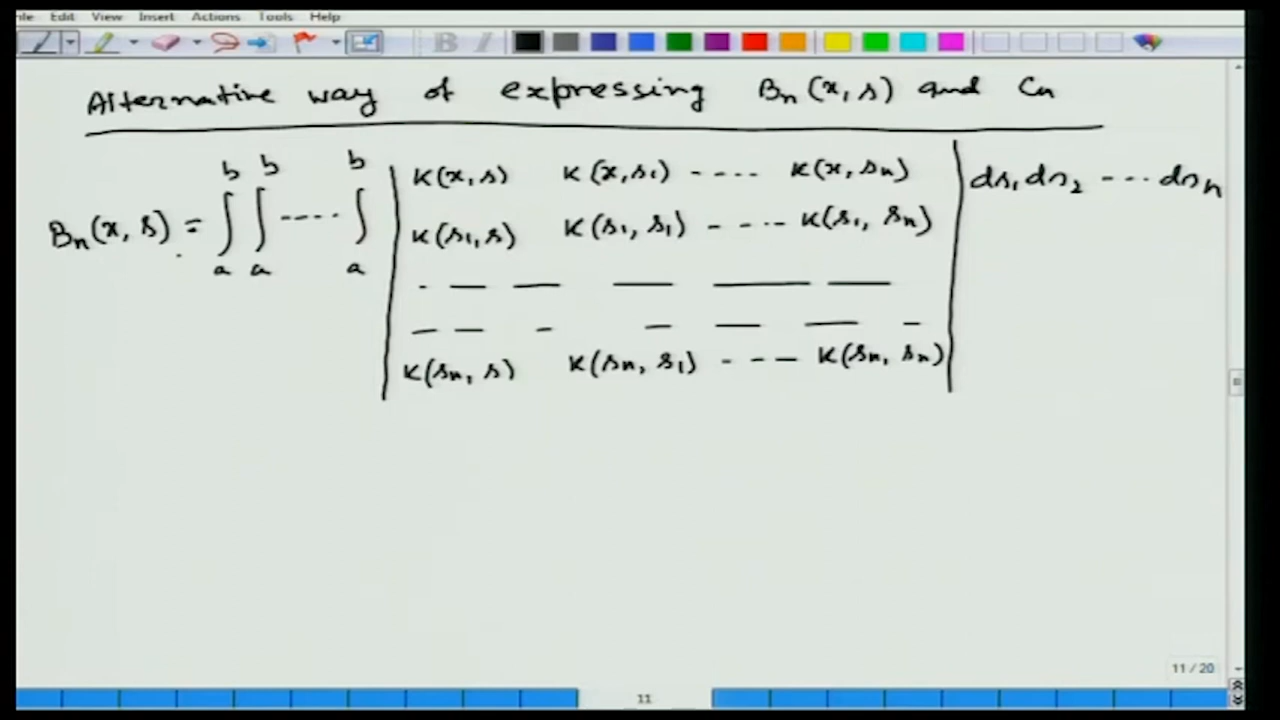 File Edit View Insert Actions Tools Help
Alternative way of expressing Bn(x, s) and Cn
b b b
Bn(x, s) = ∫ ∫ ---- ∫ | K(x, s) K(x, s1) ---- K(x, sn) | ds1 ds2 --- dsn
a a a
K(s1, s) K(s1, s1) ---- K(s1, sn)
K(sn, s) K(sn, s1) ---- K(sn, sn)
11 / 20
11